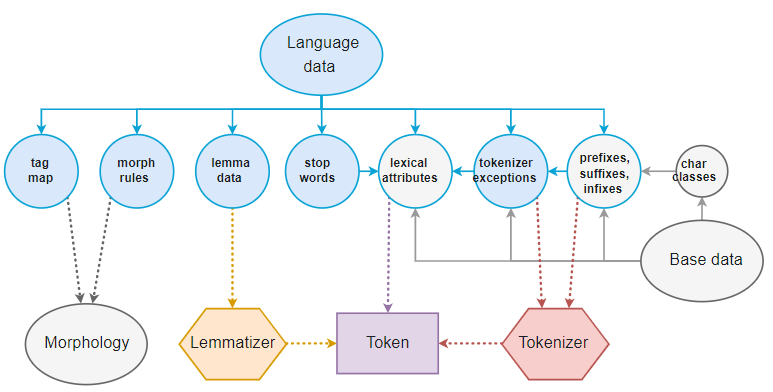 Language
data
tag
map
morph
rules
lemma
data
stop
words
lexical
attributes
tokenizer
exceptions
prefixes,
suffixes,
infixes
char
classes
Base data
Morphology
Lemmatizer
Token
Tokenizer